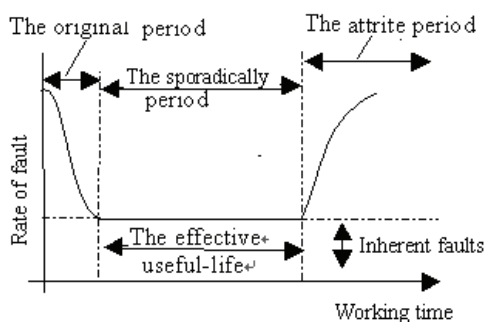 The original period
The attrite period
The sporadically
period
Rate of fault
The effective↵
useful-life↵
Inherent faults
Working time